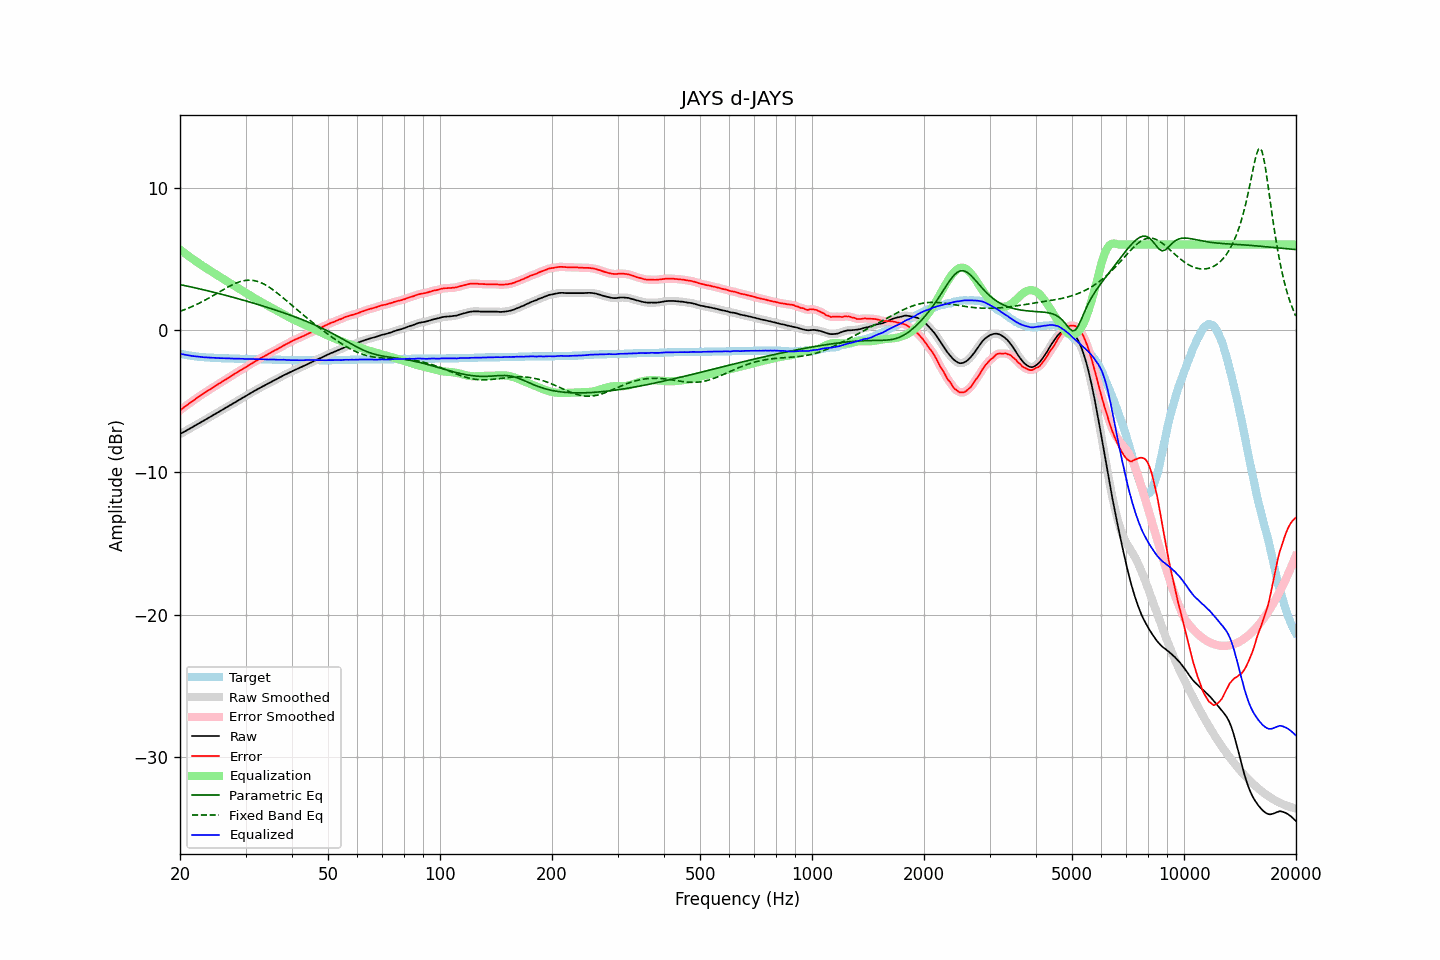 JAYS d-JAYS
Amplitude (dBr)
10
0
−10
−20
−30
Target
Raw Smoothed
Error Smoothed
Raw
Error
Equalization
Parametric Eq
Fixed Band Eq
Equalized
20 50 100 200 500 1000 2000 5000 10000 20000
Frequency (Hz)